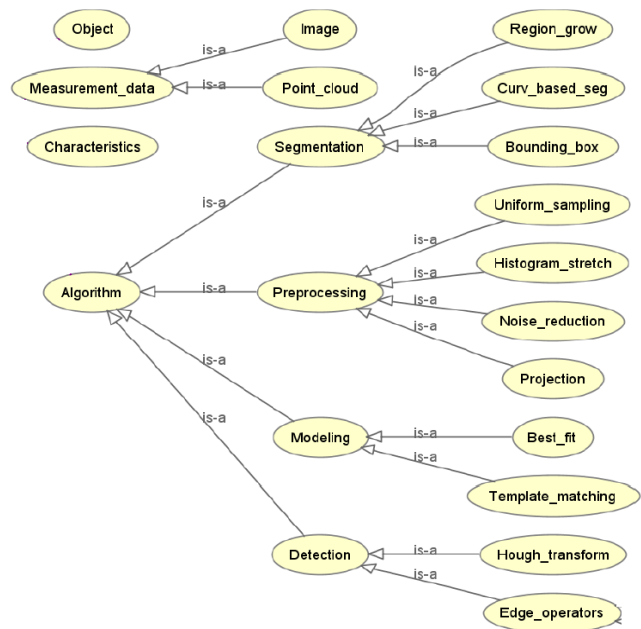 Object
Image
Region_grow
is-a
is-a
Measurement_data
is-a
Point_cloud
is-a
Curv_based_seg
Characteristics
Segmentation
is-a
Bounding_box
is-a
Uniform_sampling
is-a
Histogram_stretch
is-a
Algorithm
is-a
Preprocessing
is-a
Noise_reduction
is-a
is-a
Projection
is-a
Modeling
is-a
Best_fit
is-a
Template_matching
Detection
is-a
Hough_transform
is-a
Edge_operators